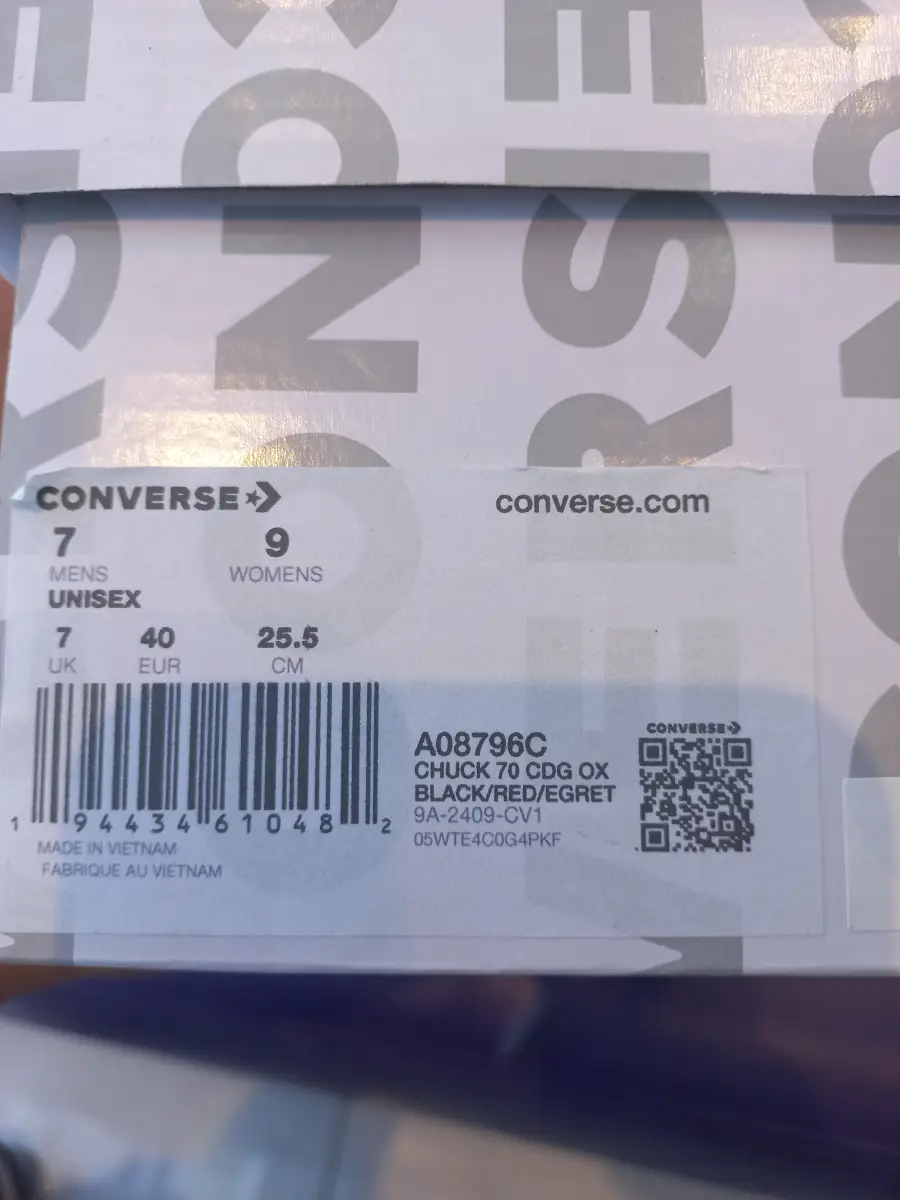 CONVERSE
CONVERSE
CONVERSE
converse.com
7 9
MENS WOMENS
UNISEX
7 40 25.5
UK EUR CM
1 94434 61048 2
MADE IN VIETNAM
FABRIQUE AU VIETNAM
A08796C
CHUCK 70 CDG OX
BLACK/RED/EGRET
9A-2409-CV1
05WTE4C0G4PKF
CONVERSE